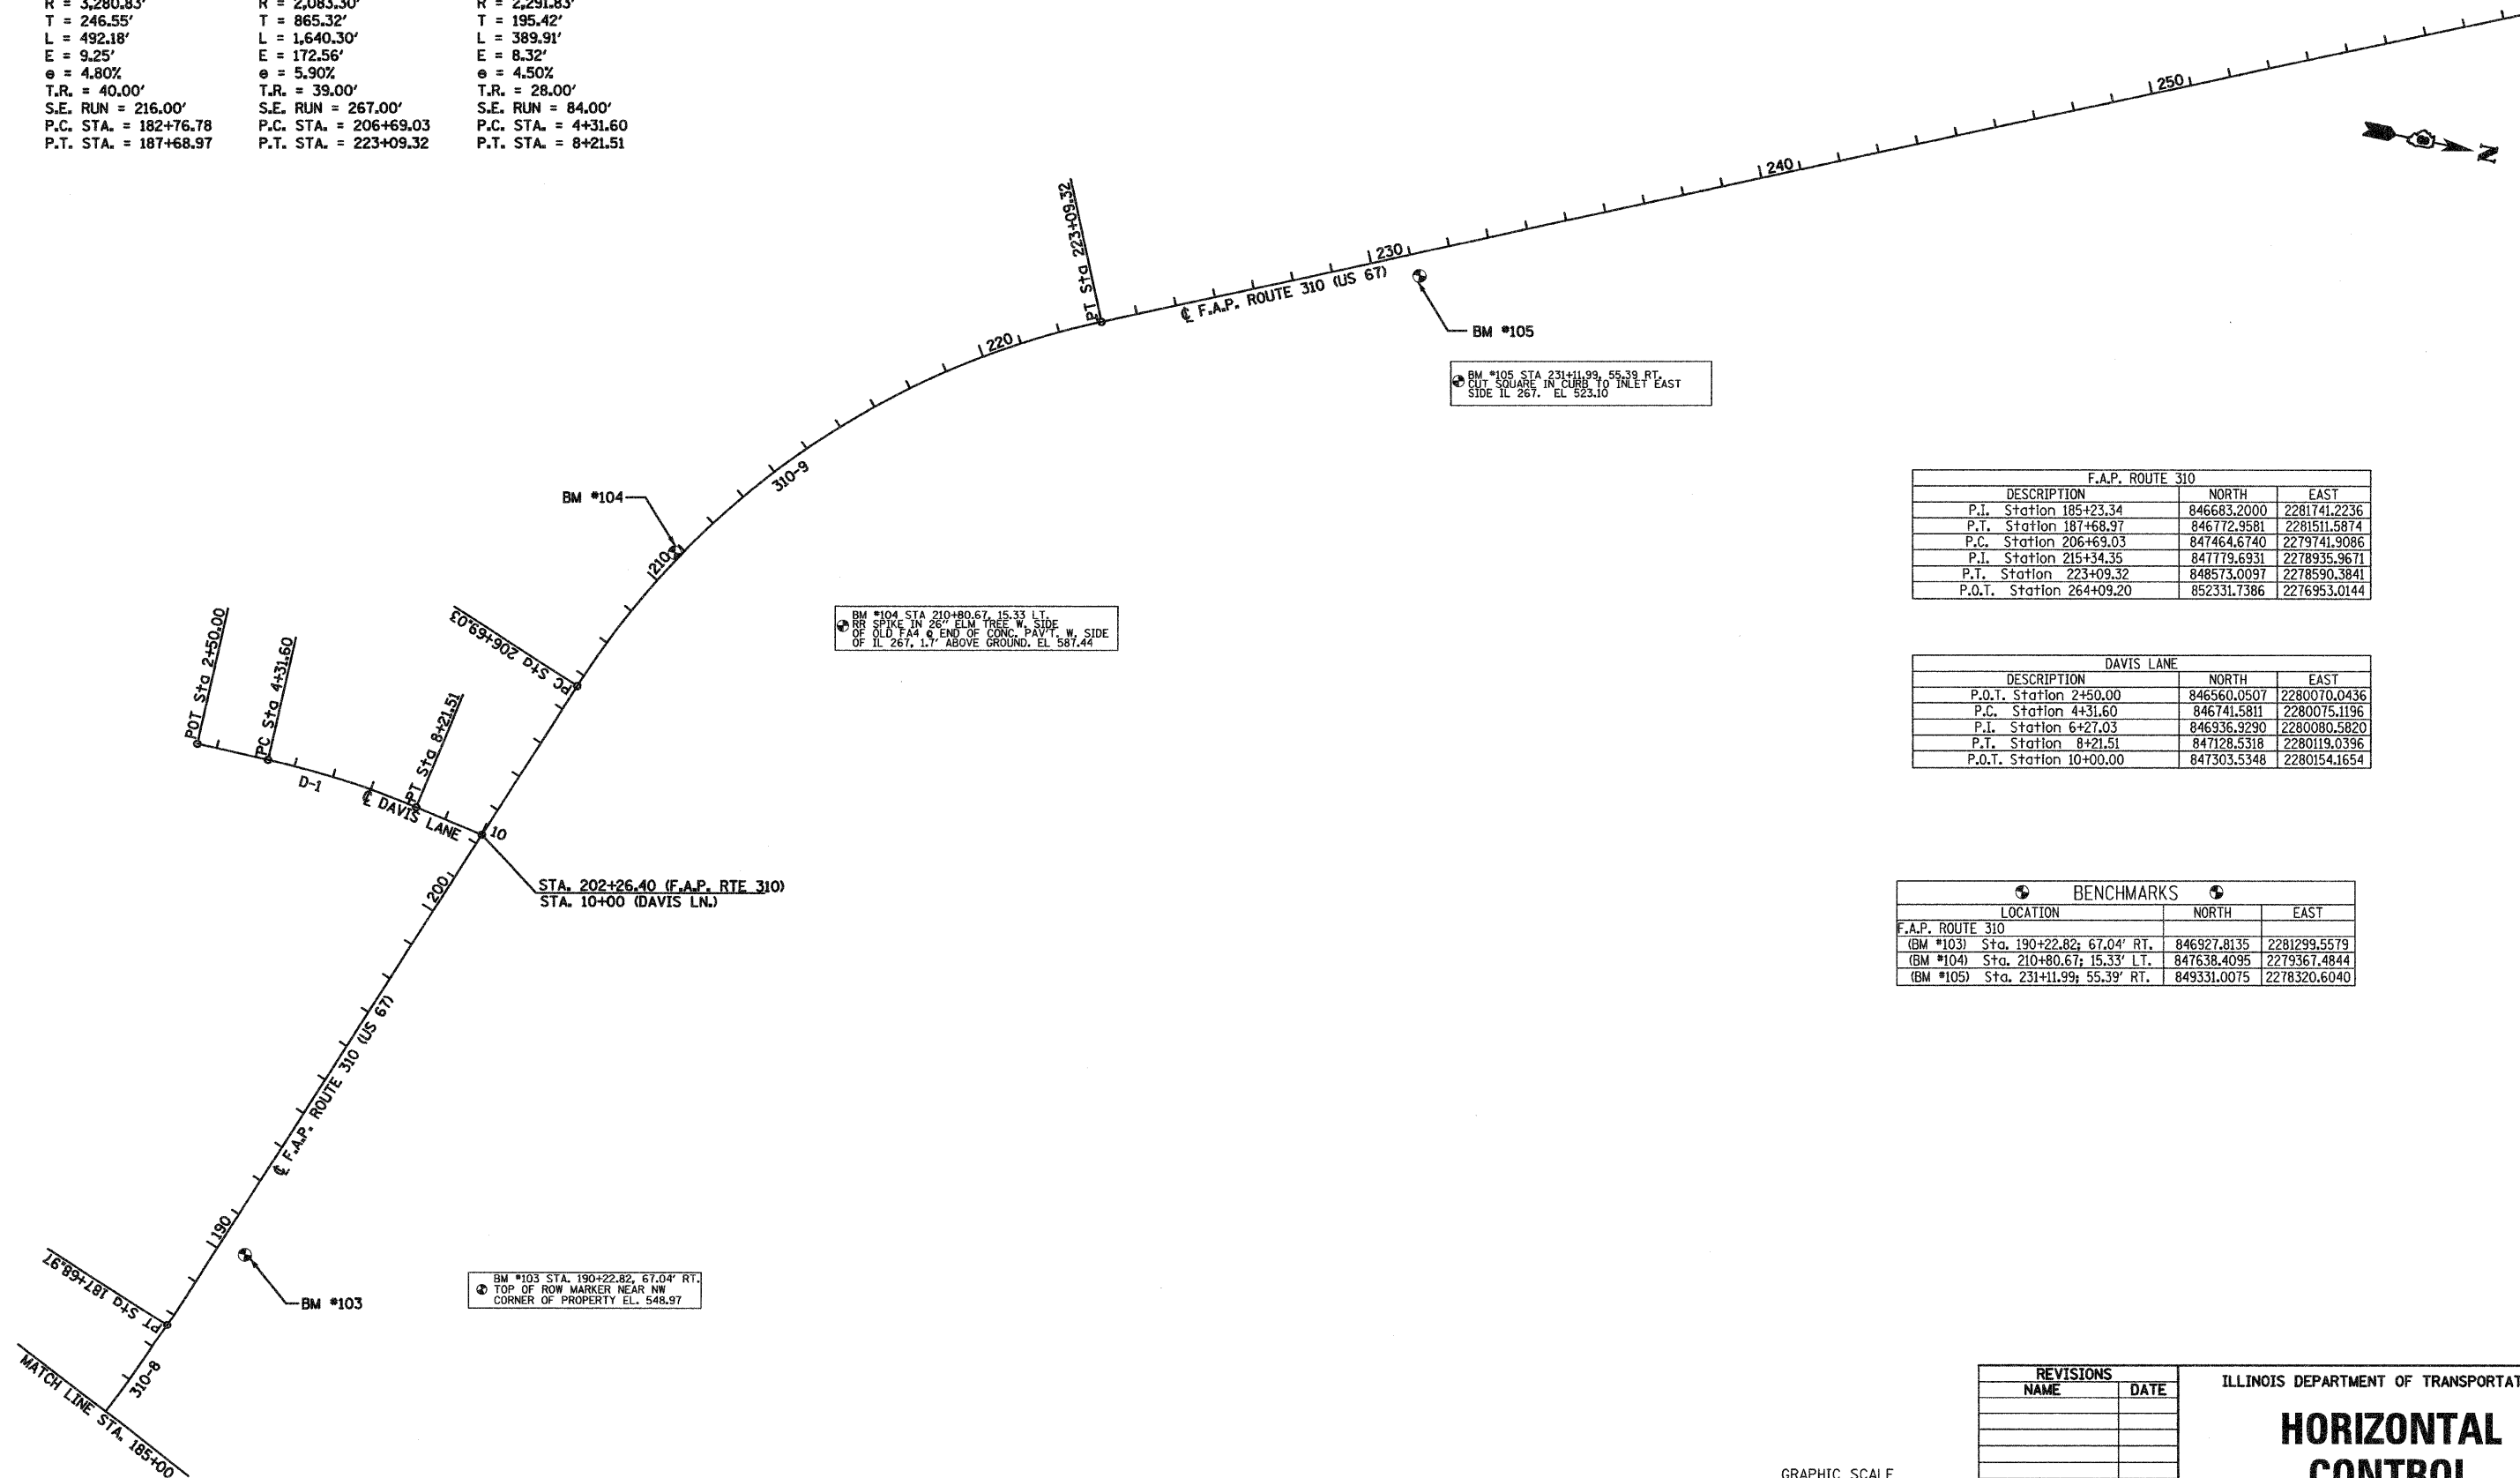 R = 3,280.83'
T = 246.55'
L = 492.18'
E = 9.25'
e = 4.80%
T.R. = 40.00'
S.E. RUN = 216.00'
P.C. STA. = 182+76.78
P.T. STA. = 187+68.97
R = 2,083.30'
T = 865.32'
L = 1,640.30'
E = 172.56'
e = 5.90%
T.R. = 39.00'
S.E. RUN = 267.00'
P.C. STA. = 206+69.03
P.T. STA. = 223+09.32
R = 2,291.83'
T = 195.42'
L = 389.91'
E = 8.32'
e = 4.50%
T.R. = 28.00'
S.E. RUN = 84.00'
P.C. STA. = 4+31.60
P.T. STA. = 8+21.51
250
N
240
230
PT Sta 223+09.32
℄ F.A.P. ROUTE 310 (US 67)
BM #105
220
BM #105 STA 231+11.99, 55.39 RT.
CUT SQUARE IN CURB TO INLET EAST
SIDE IL 267. EL 523.10
310-9
BM #104
210
BM #104 STA 210+80.67, 15.33 LT.
RR SPIKE IN 26" ELM TREE W. SIDE
OF OLD FA4 @ END OF CONC. PAV'T. W. SIDE
OF IL 267, 1.7' ABOVE GROUND. EL 587.44
F.A.P. ROUTE 310
DESCRIPTION NORTH EAST
P.I. Station 185+23.34 846683.2000 2281741.2236
P.T. Station 187+68.97 846772.9581 2281511.5874
P.C. Station 206+69.03 847464.6740 2279741.9086
P.I. Station 215+34.35 847779.6931 2278935.9671
P.T. Station 223+09.32 848573.0097 2278590.3841
P.O.T. Station 264+09.20 852331.7386 2276953.0144
DAVIS LANE
DESCRIPTION NORTH EAST
P.O.T. Station 2+50.00 846560.0507 2280070.0436
P.C. Station 4+31.60 846741.5811 2280075.1196
P.I. Station 6+27.03 846936.9290 2280080.5820
P.T. Station 8+21.51 847128.5318 2280119.0396
P.O.T. Station 10+00.00 847303.5348 2280154.1654
PC Sta 206+69.03
POT Sta 2+50.00
PC Sta 4+31.60
PT Sta 8+21.51
D-1
℄ DAVIS LANE
10
STA. 202+26.40 (F.A.P. RTE 310)
STA. 10+00 (DAVIS LN.)
200
BENCHMARKS
LOCATION NORTH EAST
F.A.P. ROUTE 310
(BM #103) Sta. 190+22.82; 67.04' RT. 846927.8135 2281299.5579
(BM #104) Sta. 210+80.67; 15.33' LT. 847638.4095 2279367.4844
(BM #105) Sta. 231+11.99; 55.39' RT. 849331.0075 2278320.6040
℄ F.A.P. ROUTE 310 (US 67)
190
PT Sta 187+68.97
BM #103
BM #103 STA. 190+22.82, 67.04' RT.
TOP OF ROW MARKER NEAR NW
CORNER OF PROPERTY EL. 548.97
310-8
MATCH LINE STA. 185+00
REVISIONS
NAME DATE
ILLINOIS DEPARTMENT OF TRANSPORTAT
HORIZONTAL
CONTROL
GRAPHIC SCALE